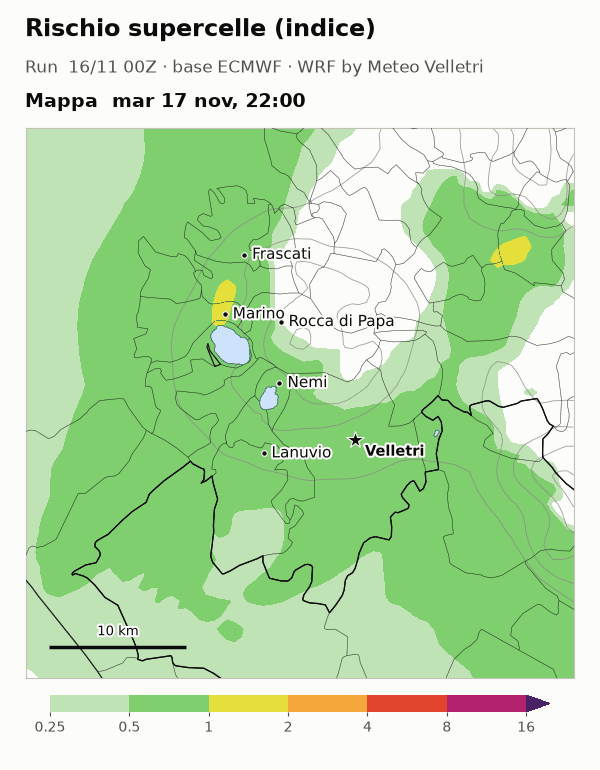 Rischio supercelle (indice)
Run  16/11 00Z · base ECMWF · WRF by Meteo Velletri
Mappa  mar 17 nov, 22:00
Frascati
Marino
Rocca di Papa
Nemi
Velletri
Lanuvio
10 km
0.25 0.5 1 2 4 8 16